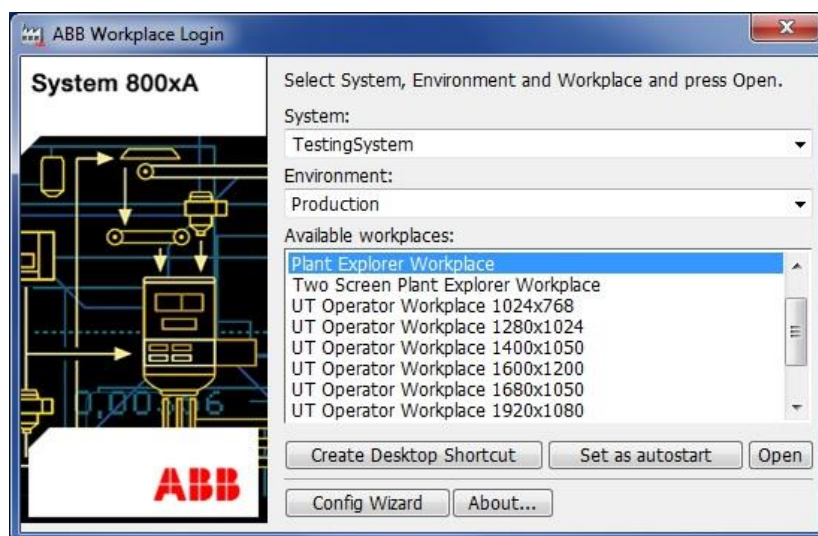 ABB Workplace Login
System 800xA
ABB
Select System, Environment and Workplace and press Open.
System:
TestingSystem
Environment:
Production
Available workplaces:
Plant Explorer Workplace
Two Screen Plant Explorer Workplace
UT Operator Workplace 1024x768
UT Operator Workplace 1280x1024
UT Operator Workplace 1400x1050
UT Operator Workplace 1600x1200
UT Operator Workplace 1680x1050
UT Operator Workplace 1920x1080
Create Desktop Shortcut Set as autostart Open
Config Wizard About...